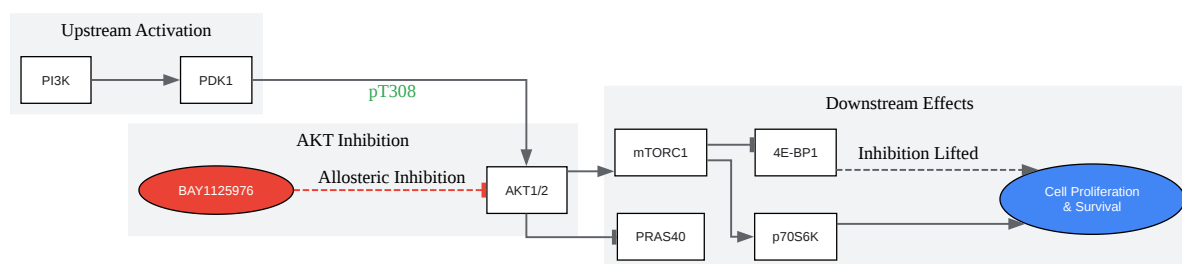 Upstream Activation
PI3K
PDK1
pT308
AKT Inhibition
BAY1125976
Allosteric Inhibition
AKT1/2
Downstream Effects
mTORC1
4E-BP1
Inhibition Lifted
Cell Proliferation
& Survival
PRAS40
p70S6K